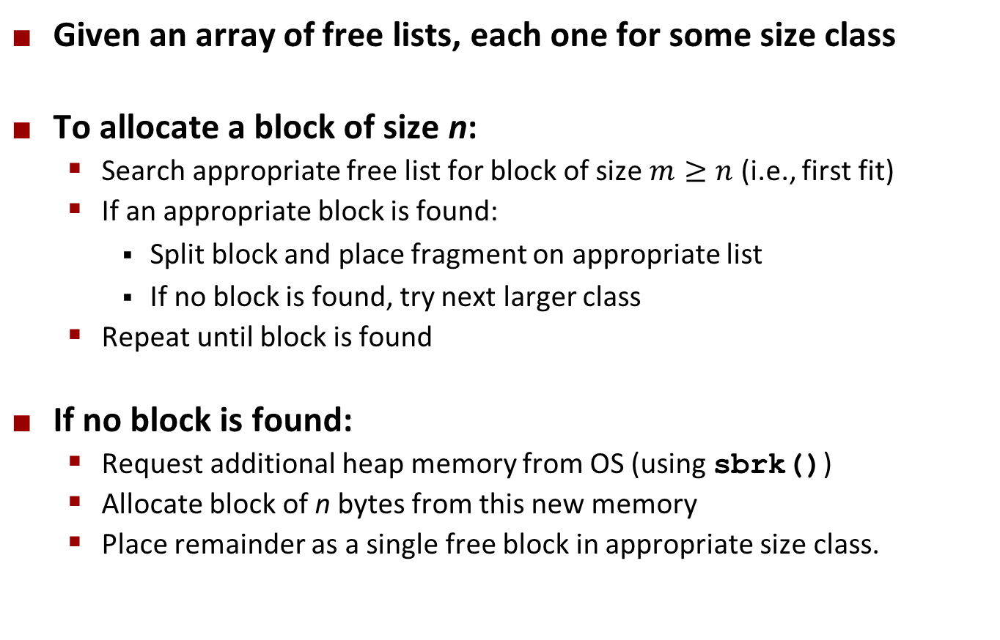 Given an array of free lists, each one for some size class
To allocate a block of size n:
Search appropriate free list for block of size m ≥ n (i.e., first fit)
If an appropriate block is found:
Split block and place fragment on appropriate list
If no block is found, try next larger class
Repeat until block is found
If no block is found:
Request additional heap memory from OS (using sbrk())
Allocate block of n bytes from this new memory
Place remainder as a single free block in appropriate size class.